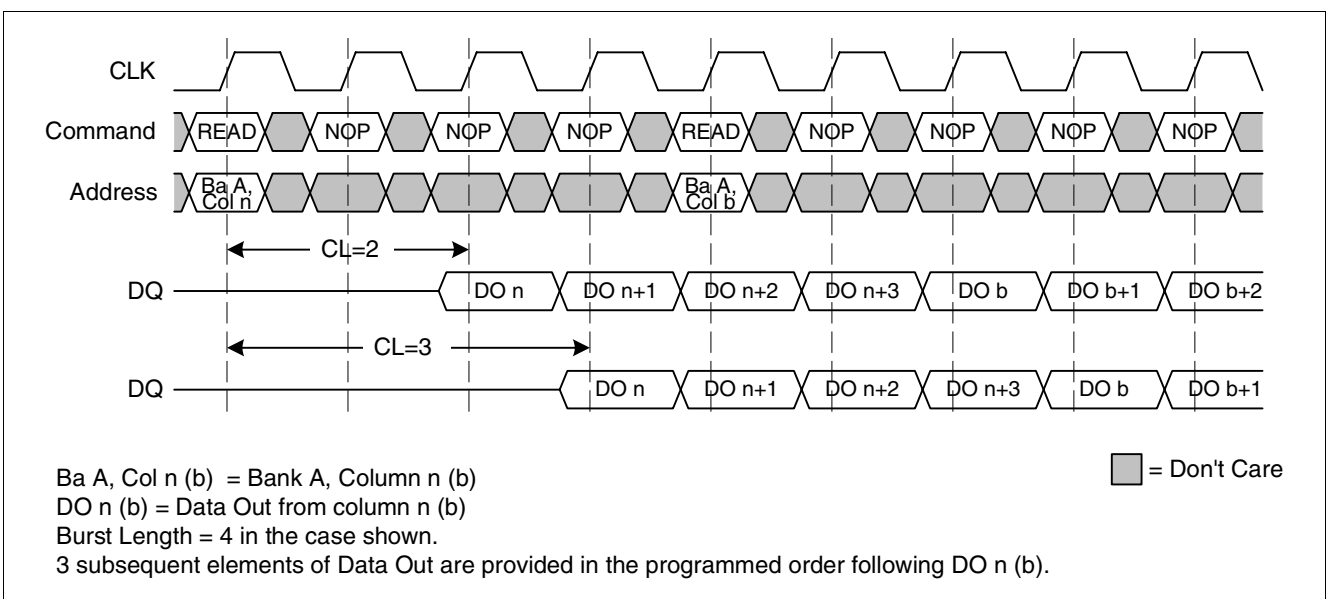 CLK
Command READ NOP NOP NOP READ NOP NOP NOP NOP
Address Ba A, Col n Ba A, Col b
CL=2
DQ DO n DO n+1 DO n+2 DO n+3 DO b DO b+1 DO b+2
CL=3
DQ DO n DO n+1 DO n+2 DO n+3 DO b DO b+1
Ba A, Col n (b) = Bank A, Column n (b)
= Don't Care
DO n (b) = Data Out from column n (b)
Burst Length = 4 in the case shown.
3 subsequent elements of Data Out are provided in the programmed order following DO n (b).